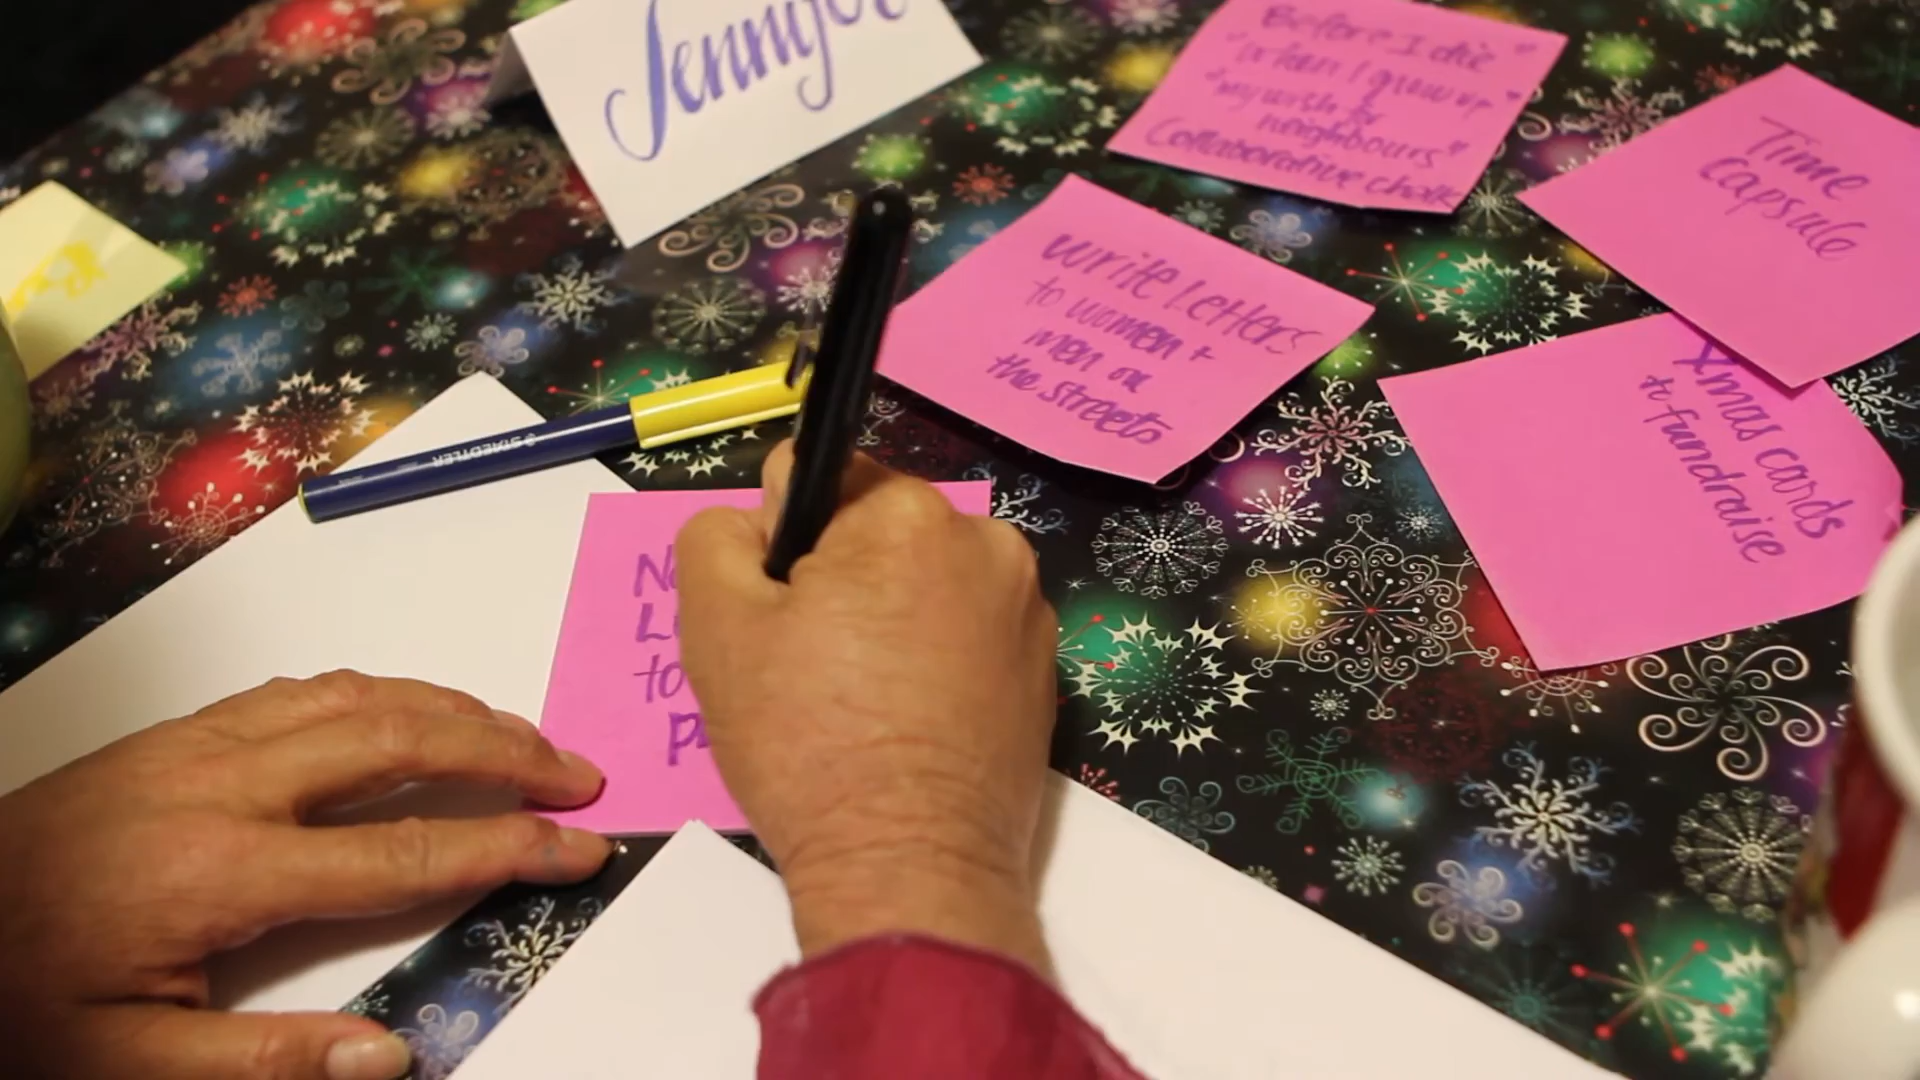 Jennifer
Before I die
"When I grow up"
"my wish for
neighbours"
Collaborative chalk
Time
capsule
write letters
to women +
men on
the streets
Xmas cards
to fundraise
STAEDTLER
to